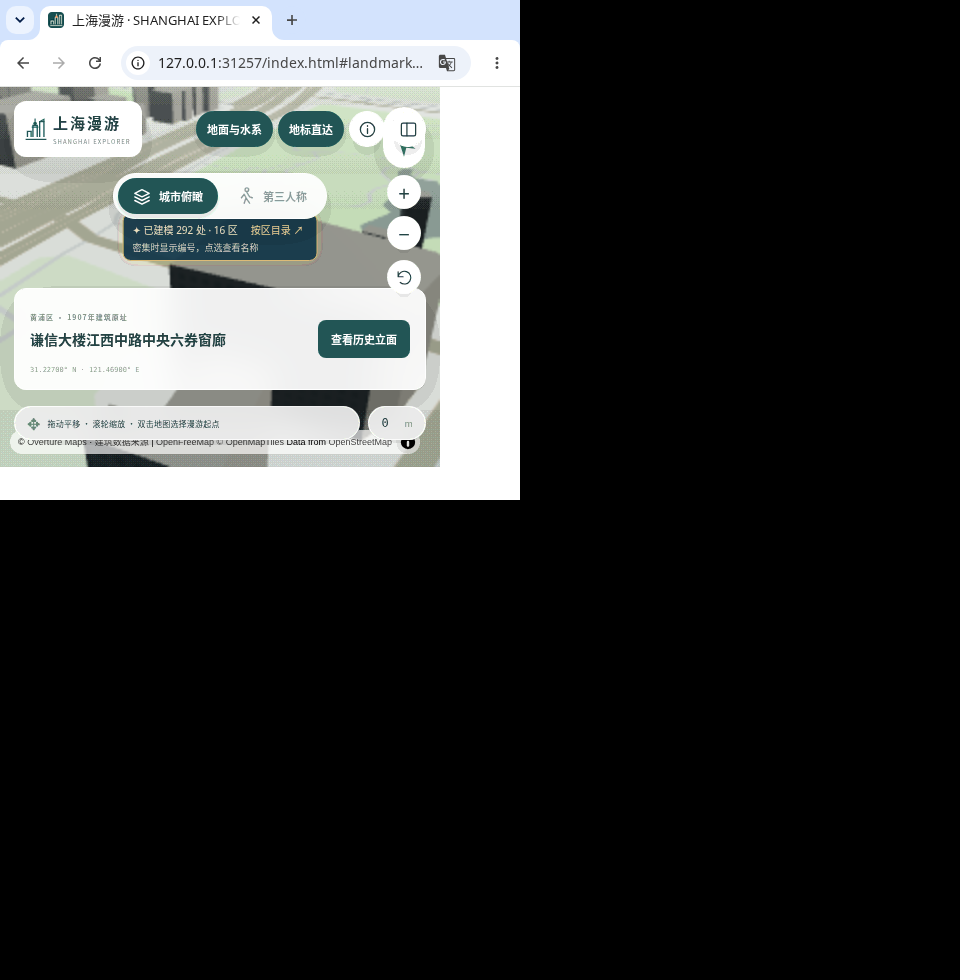 上海漫游 · SHANGHAI EXPLO
127.0.0.1:31257/index.html#landmark...
上海漫游
SHANGHAI EXPLORER
地面与水系
地标直达
城市俯瞰
第三人称
✦ 已建模 292 处 · 16 区 按区目录 ↗
密集时显示编号，点选查看名称
黄浦区 · 1907年建筑原址
谦信大楼江西中路中央六券窗廊
31.22700° N · 121.46900° E
查看历史立面
拖动平移 · 滚轮缩放 · 双击地图选择漫游起点
0 m
© Overture Maps · 建筑数据来源 | OpenFreeMap © OpenMapTiles Data from OpenStreetMap